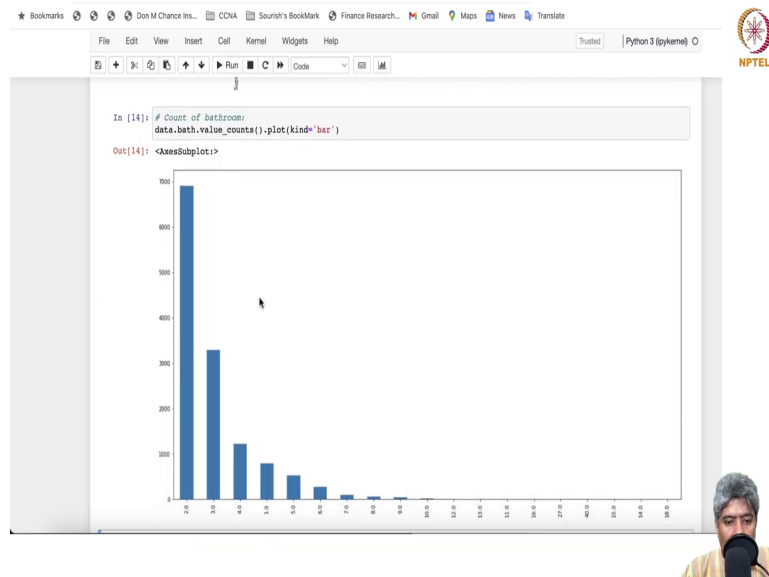 Bookmarks Don M Chance Ins... CCNA Sourish's BookMark Finance Research... Gmail Maps News Translate
File Edit View Insert Cell Kernel Widgets Help Trusted Python 3 (ipykernel)
Run Code
NPTEL
In [14]: # Count of bathroom:
data.bath.value_counts().plot(kind='bar')
Out[14]: <AxesSubplot:>
7000
6000
5000
4000
3000
2000
1000
0
2.0 3.0 4.0 1.0 5.0 6.0 7.0 8.0 9.0 10.0 12.0 13.0 11.0 16.0 27.0 40.0 15.0 14.0 18.0